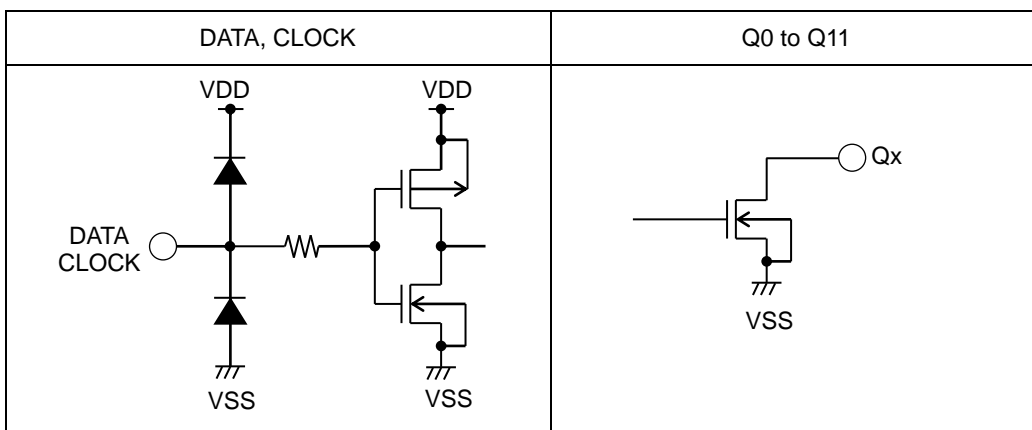 DATA, CLOCK
Q0 to Q11
VDD
VDD
DATA
CLOCK
VSS
VSS
Qx
VSS